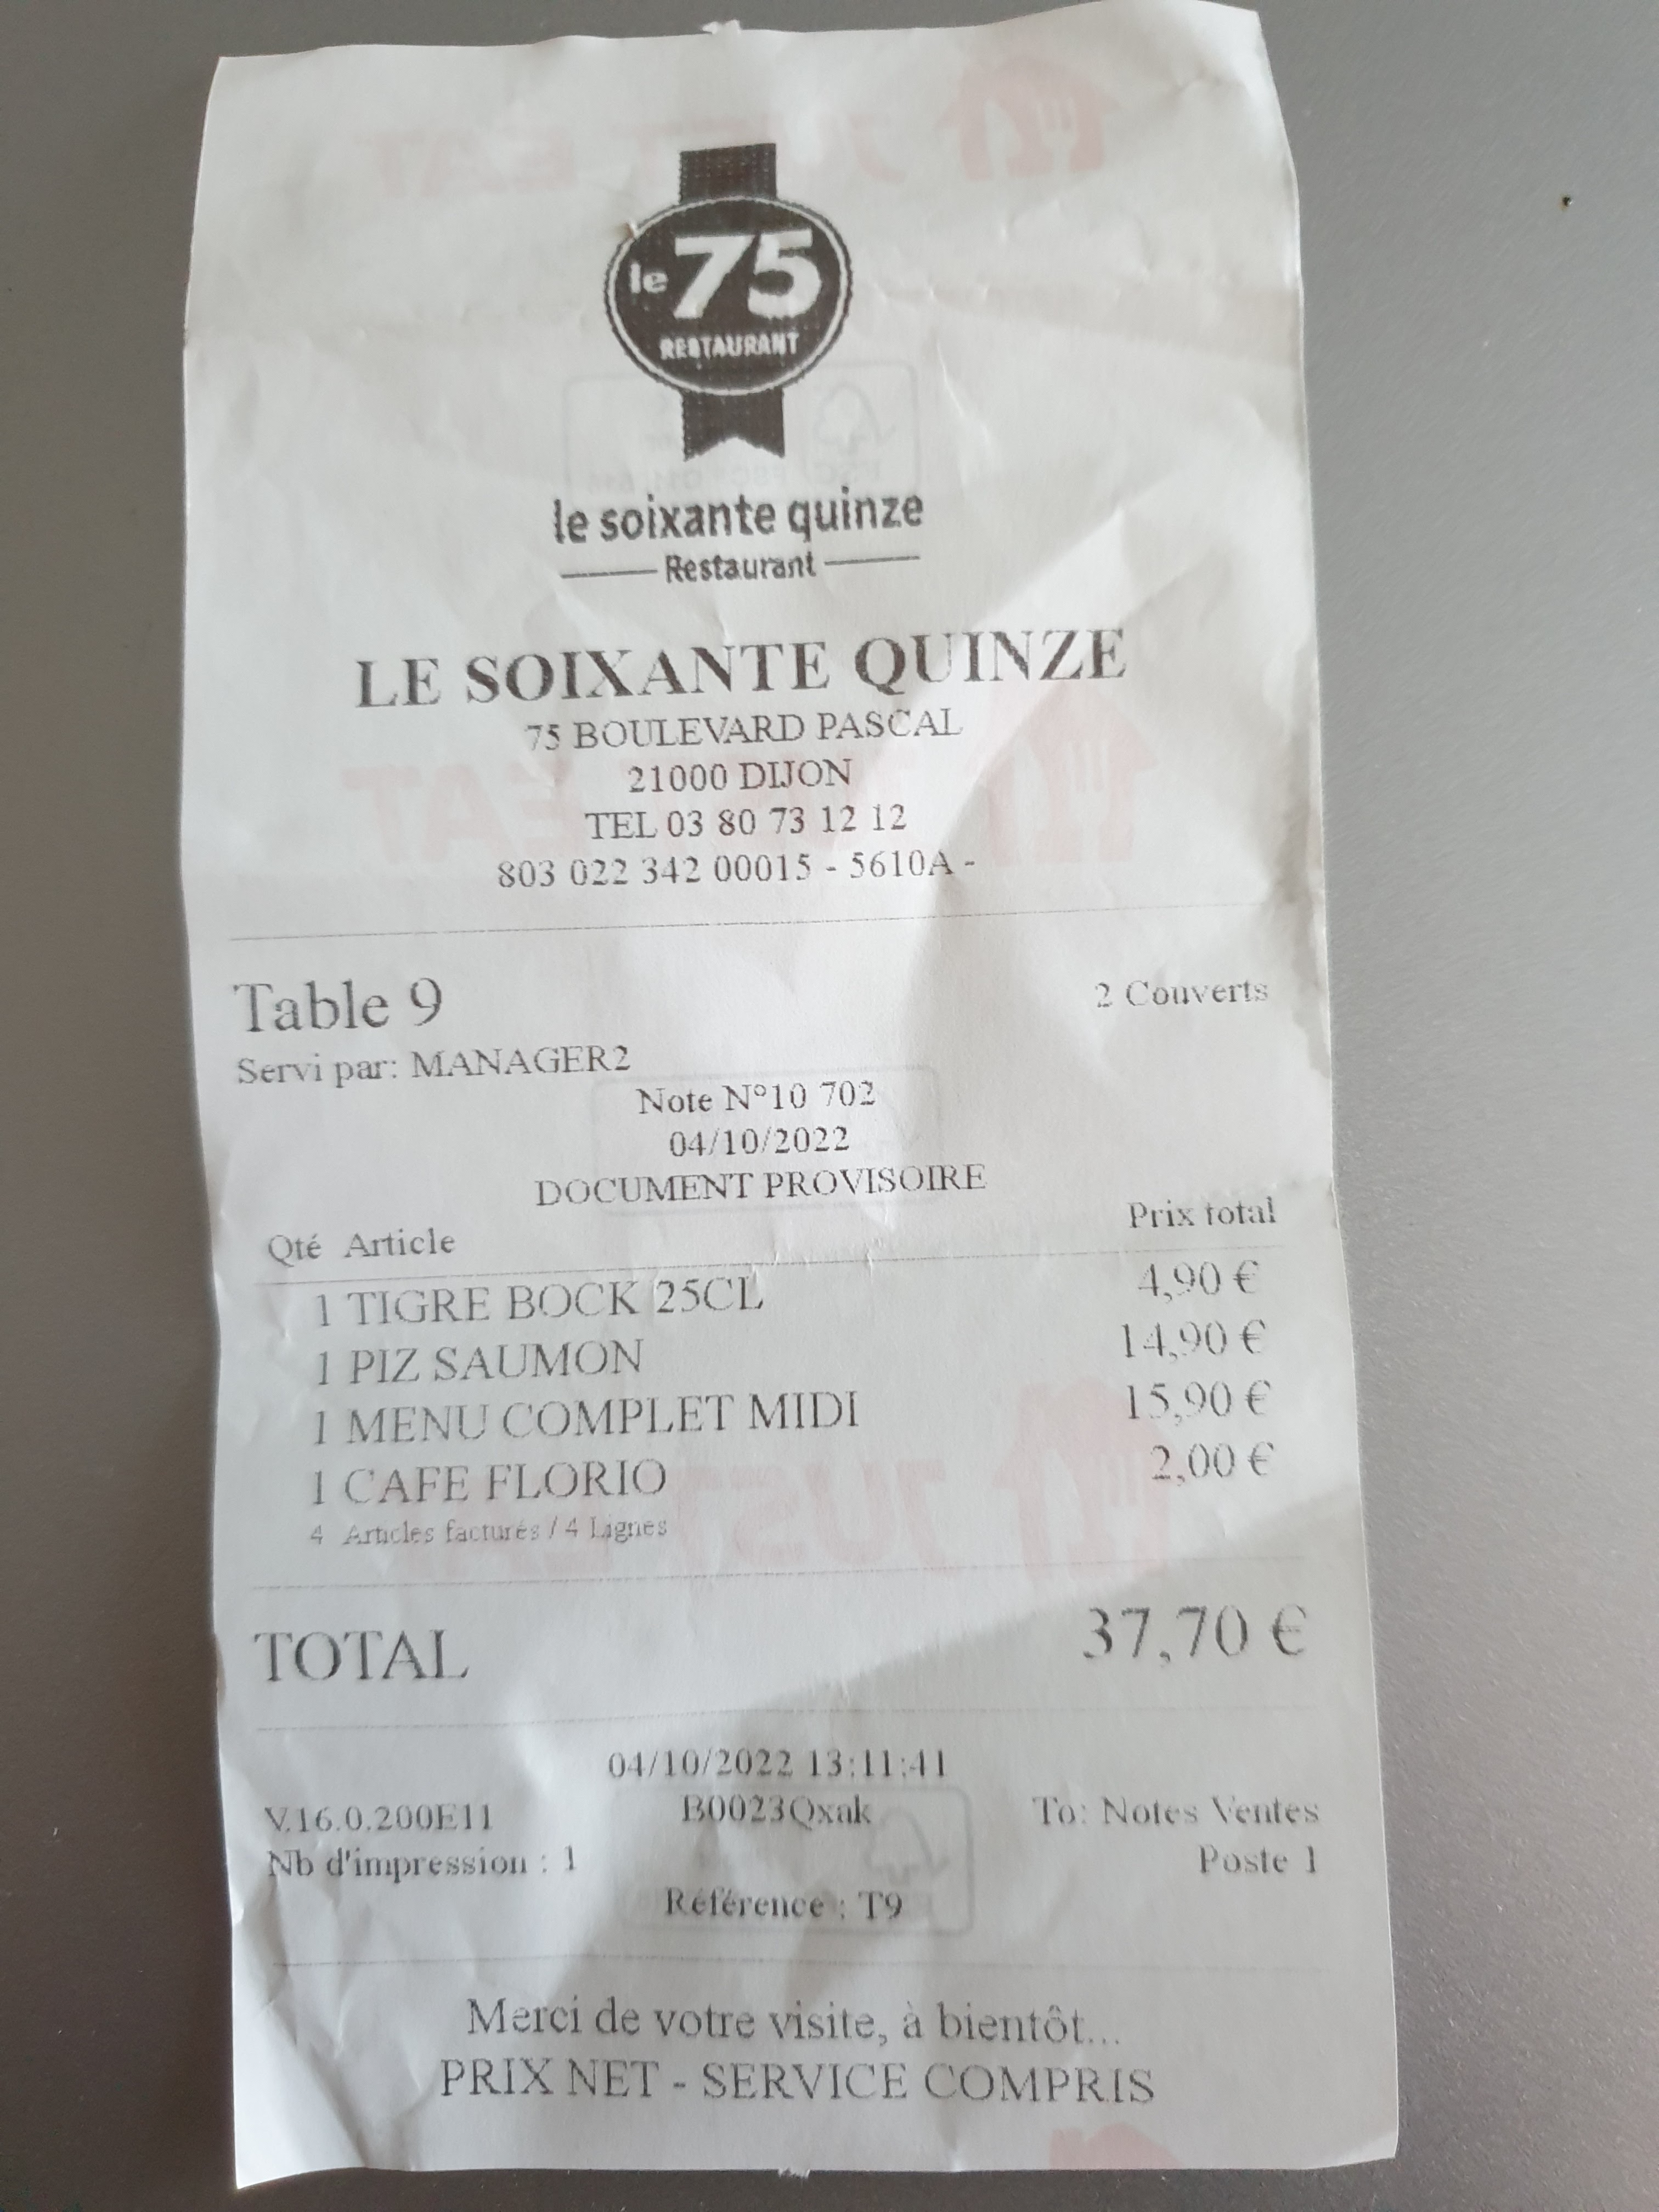 le 75
RESTAURANT
le soixante quinze
Restaurant
LE SOIXANTE QUINZE
75 BOULEVARD PASCAL
21000 DIJON
TEL 03 80 73 12 12
803 022 342 00015 - 5610A -
Table 9 2 Couverts
Servi par: MANAGER2
Note N°10 702
04/10/2022
DOCUMENT PROVISOIRE
Qté Article Prix total
1 TIGRE BOCK 25CL 4,90 €
1 PIZ SAUMON 14,90 €
1 MENU COMPLET MIDI 15,90 €
1 CAFE FLORIO 2,00 €
4 Articles facturés / 4 Lignes
TOTAL 37,70 €
04/10/2022 13:11:41
V.16.0.200E11 B0023Qxak To: Notes Ventes
Nb d'impression : 1 Poste 1
Référence : T9
Merci de votre visite, à bientôt...
PRIX NET - SERVICE COMPRIS